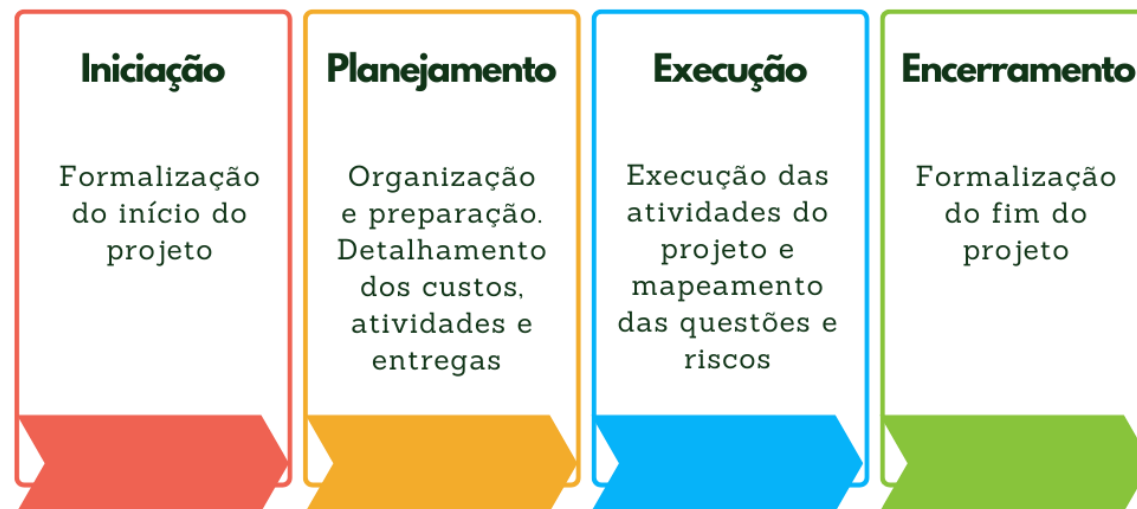 Iniciação
Formalização
do início do
projeto
Planejamento
Organização
e preparação.
Detalhamento
dos custos,
atividades e
entregas
Execução
Execução das
atividades do
projeto e
mapeamento
das questões e
riscos
Encerramento
Formalização
do fim do
projeto